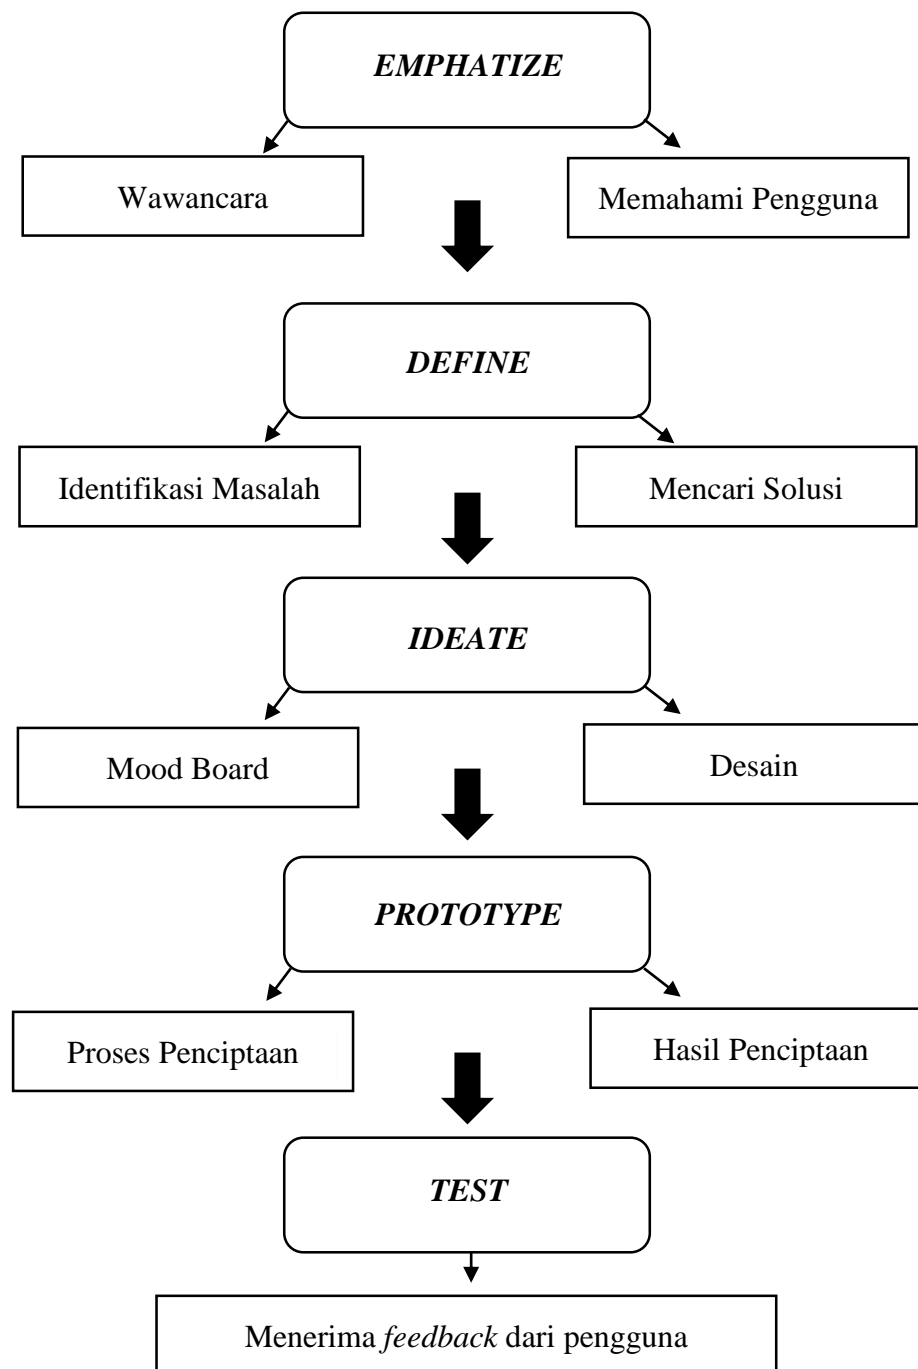 EMPHATIZE
Wawancara
Memahami Pengguna
DEFINE
Identifikasi Masalah
Mencari Solusi
IDEATE
Mood Board
Desain
PROTOTYPE
Proses Penciptaan
Hasil Penciptaan
TEST
Menerima feedback dari pengguna